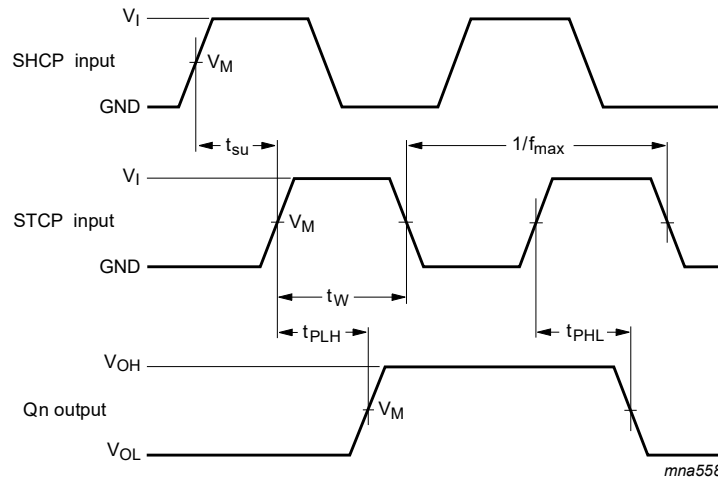 V_I
SHCP input
V_M
GND
t_su
1/f_max
V_I
STCP input
V_M
GND
t_W
t_PLH
t_PHL
V_OH
Qn output
V_M
V_OL
mna558